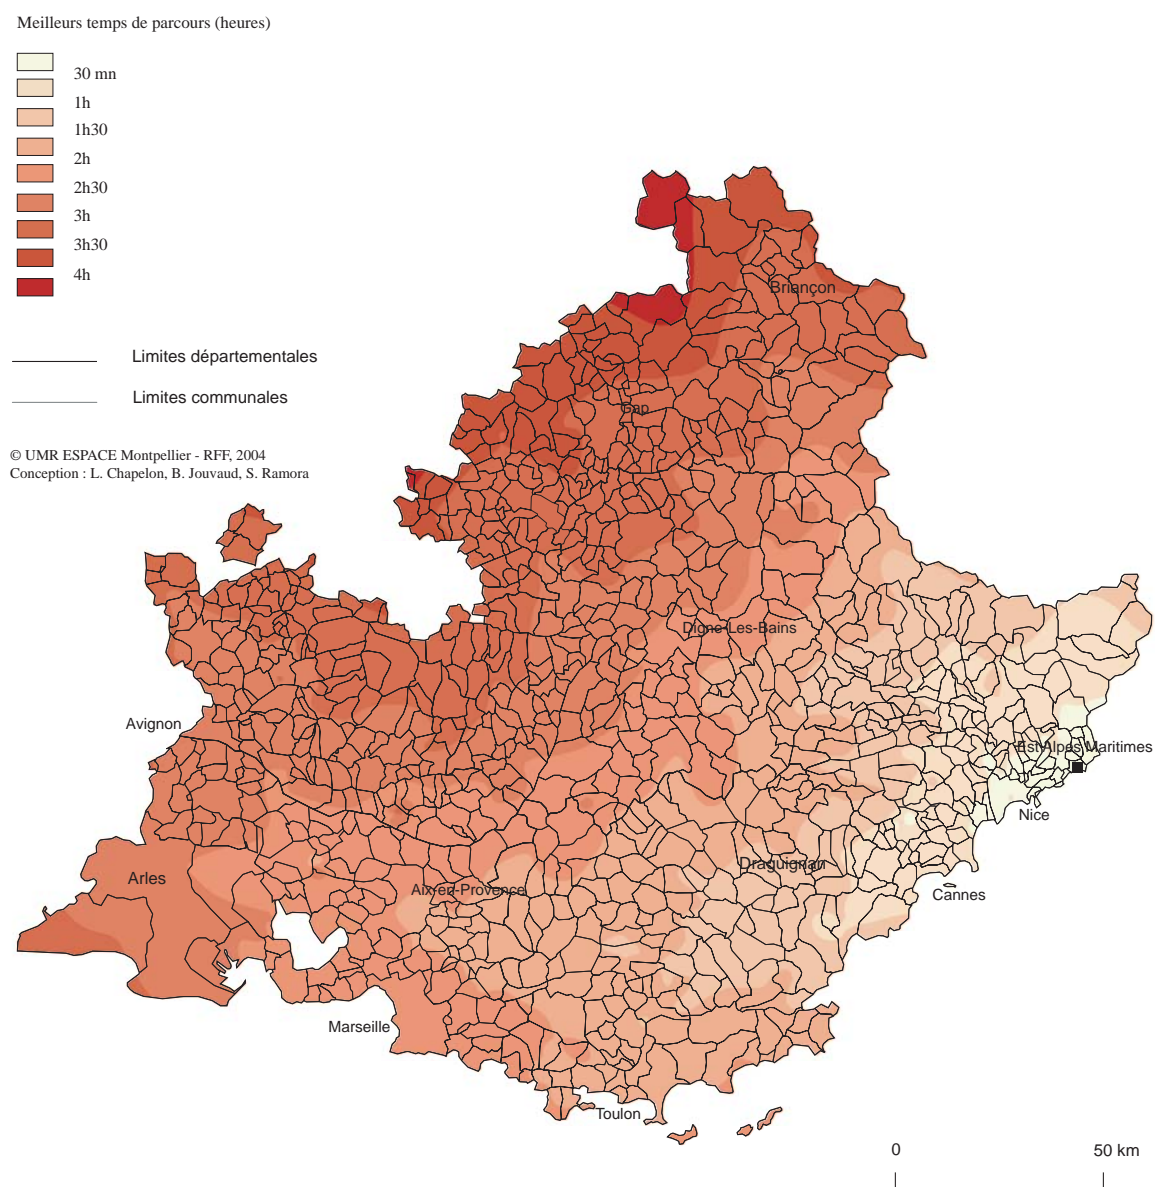 Meilleurs temps de parcours (heures)
30 mn
1h
1h30
2h
2h30
3h
3h30
4h
Limites départementales
Limites communales
© UMR ESPACE Montpellier - RFF, 2004
Conception : L. Chapelon, B. Jouvaud, S. Ramora
Briançon
Gap
Digne-Les-Bains
Avignon
Est Alpes Maritimes
Nice
Draguignan
Arles
Aix-en-Provence
Cannes
Marseille
Toulon
0 50 km